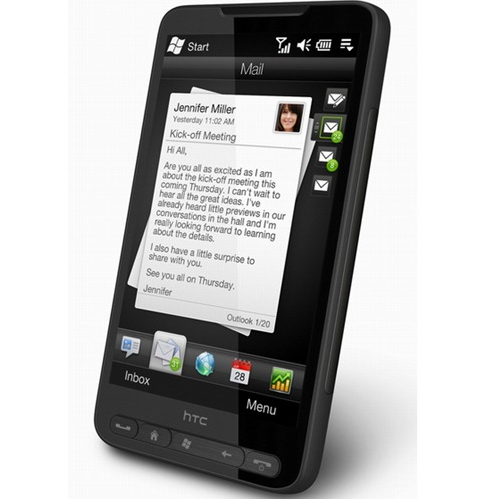 Start
Mail
Jennifer Miller
Yesterday 11:02 AM
Kick-off Meeting
Hi All,
Are you all as excited as I am
about the kick-off meeting this
coming Thursday. I can't wait to
hear all the great ideas. I've
already heard little previews in our
conversations in the hall and I'm
really looking forward to learning
about the details.
I also have a little surprise to
share with you.
See you all on Thursday.
Jennifer
Outlook 1/20
24
8
31
28
Inbox
Menu
hTC